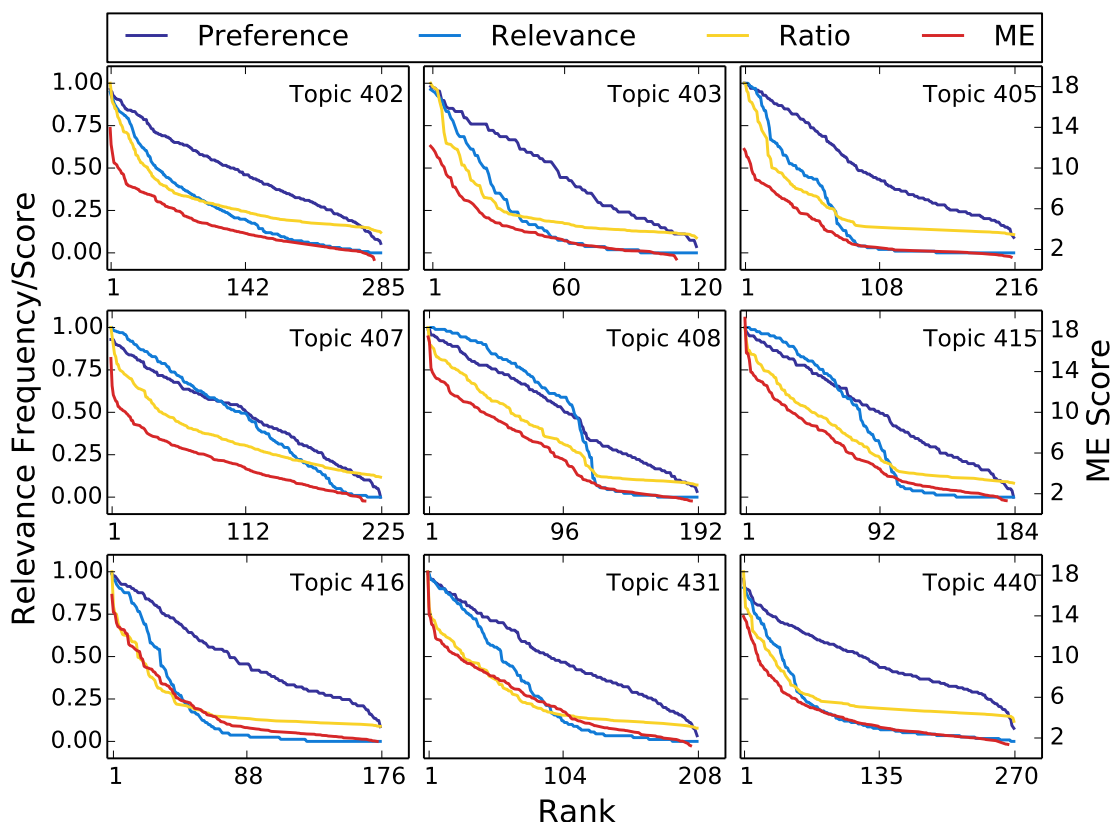 Preference Relevance Ratio ME
Relevance Frequency/Score
ME Score
1.00 0.75 0.50 0.25 0.00
Topic 402
1 142 285
Topic 403
1 60 120
Topic 405
1 108 216
18 14 10 6 2
1.00 0.75 0.50 0.25 0.00
Topic 407
1 112 225
Topic 408
1 96 192
Topic 415
1 92 184
18 14 10 6 2
1.00 0.75 0.50 0.25 0.00
Topic 416
1 88 176
Topic 431
1 104 208
Topic 440
1 135 270
18 14 10 6 2
Rank